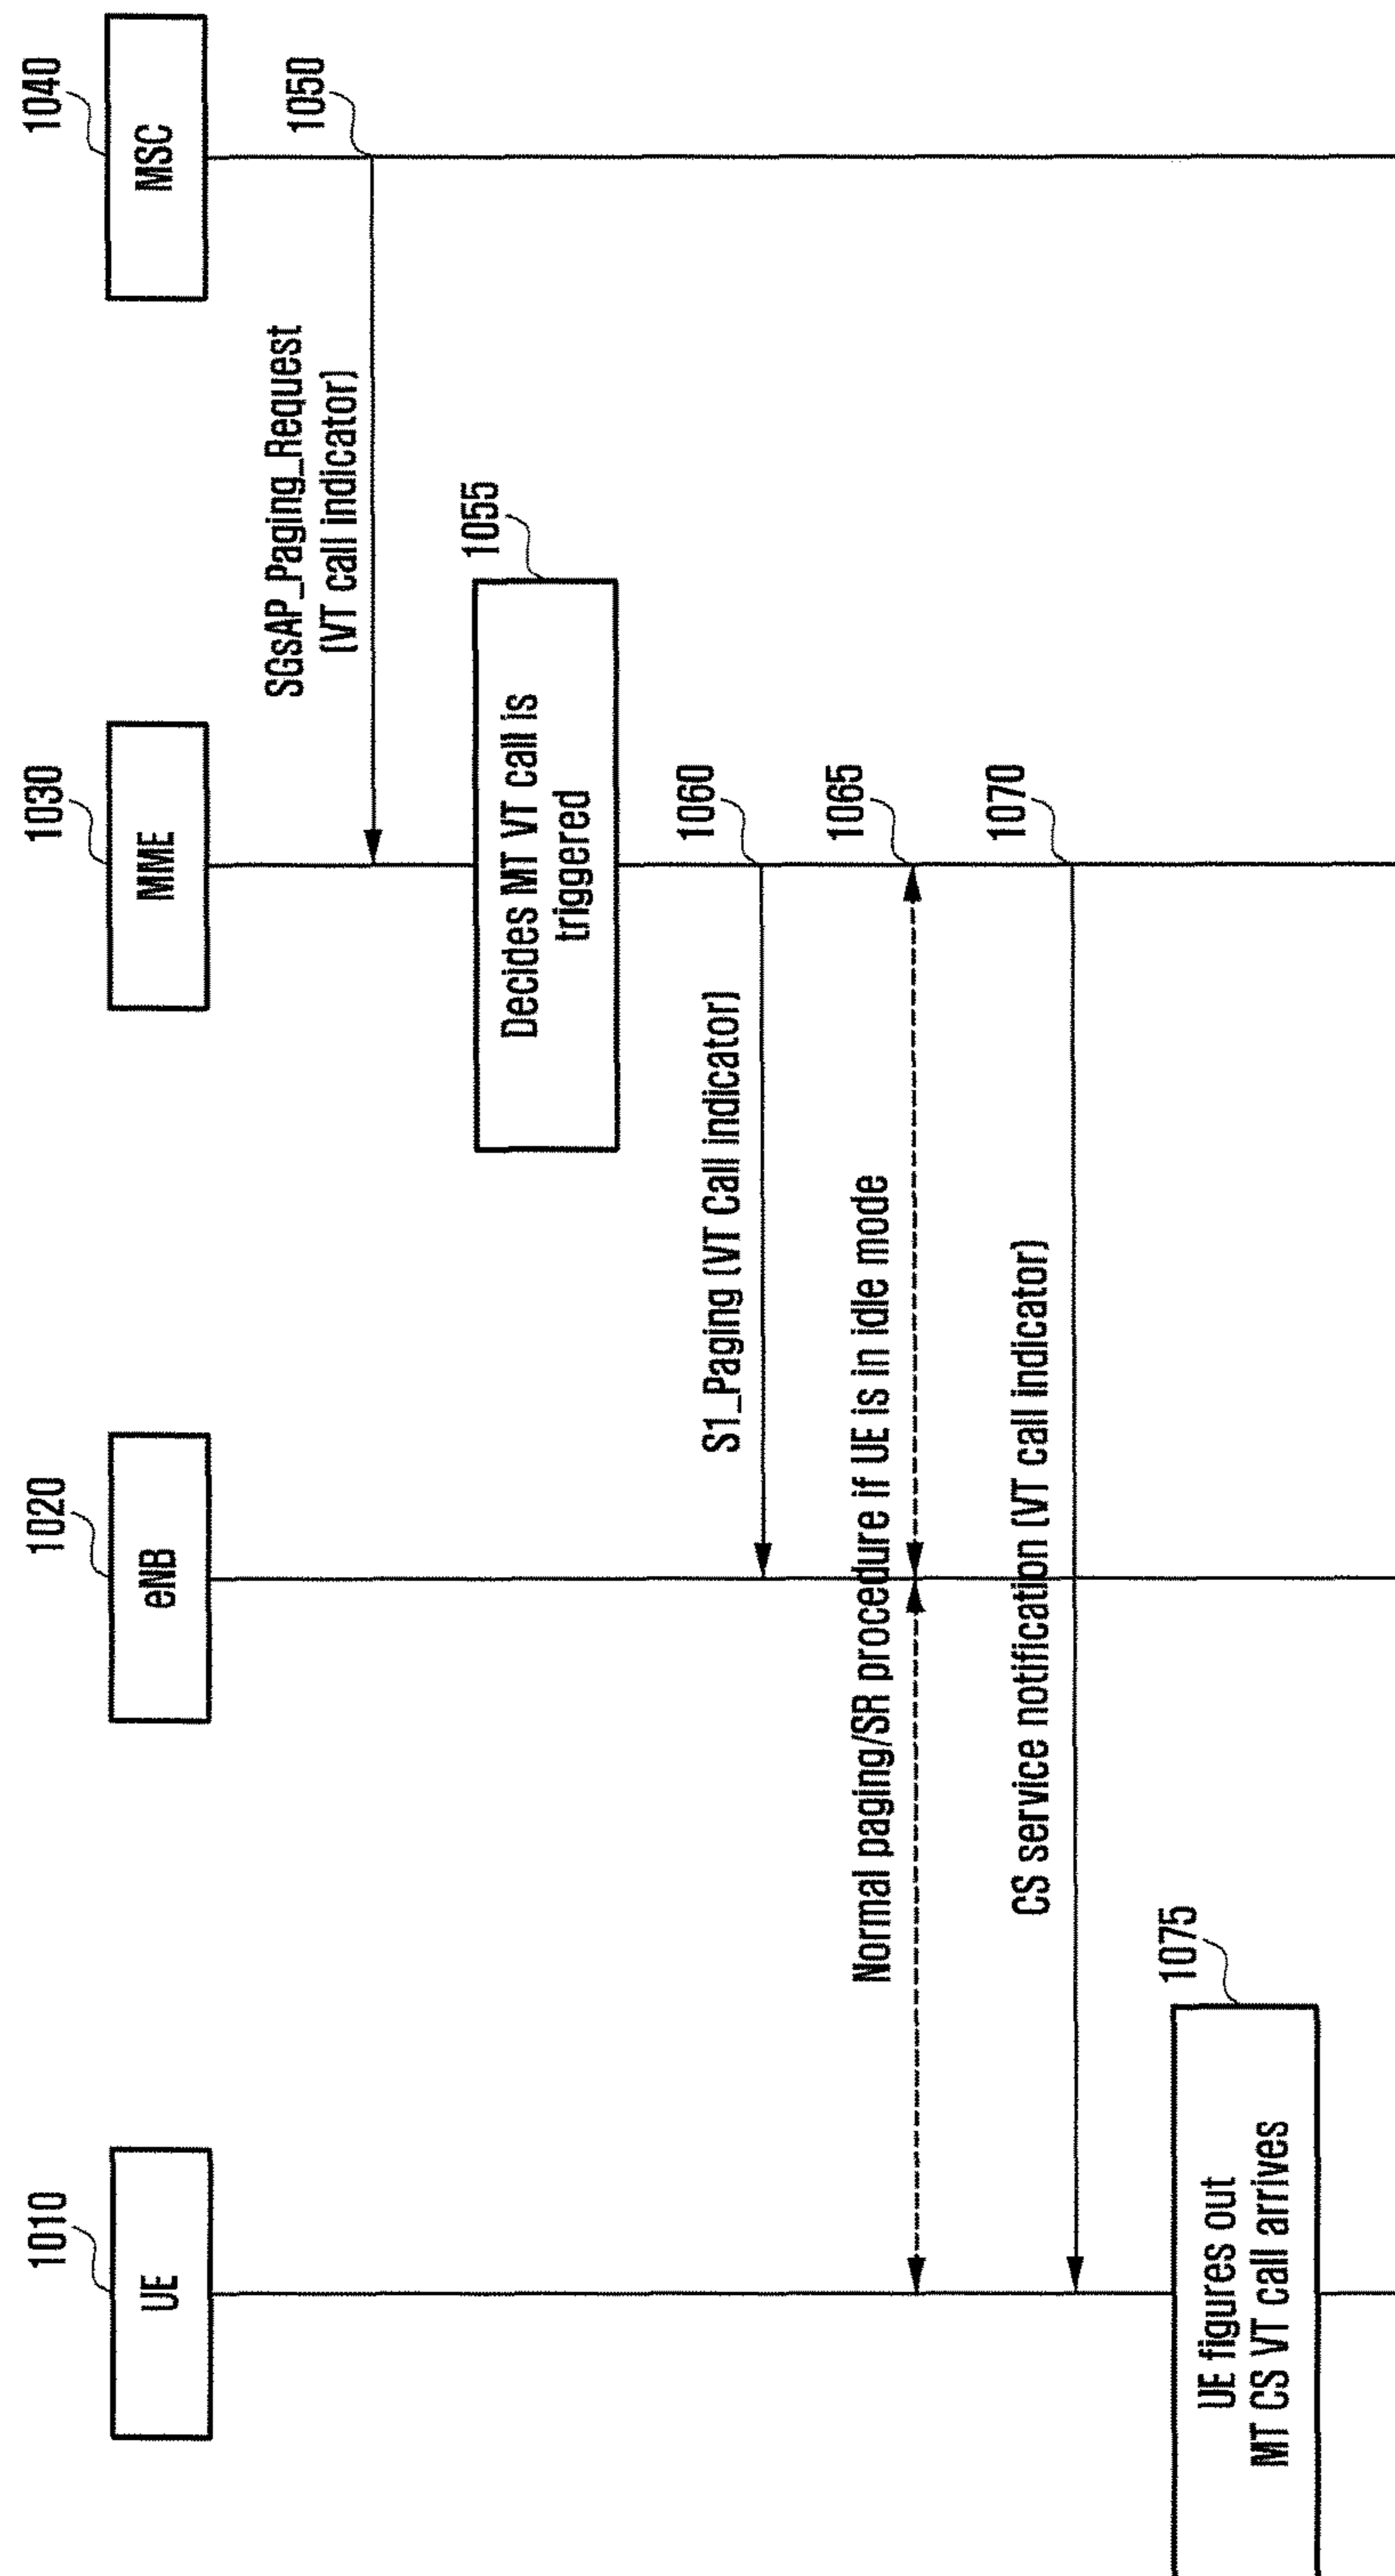 1010
UE
1020
eNB
1030
MME
1040
MSC
1050
SGsAP_Paging_Request
(VT call indicator)
1055
Decides MT VT call is
triggered
1060
S1_Paging (VT Call indicator)
1065
Normal paging/SR procedure if UE is in idle mode
1070
CS service notification (VT call indicator)
1075
UE figures out
MT CS VT call arrives